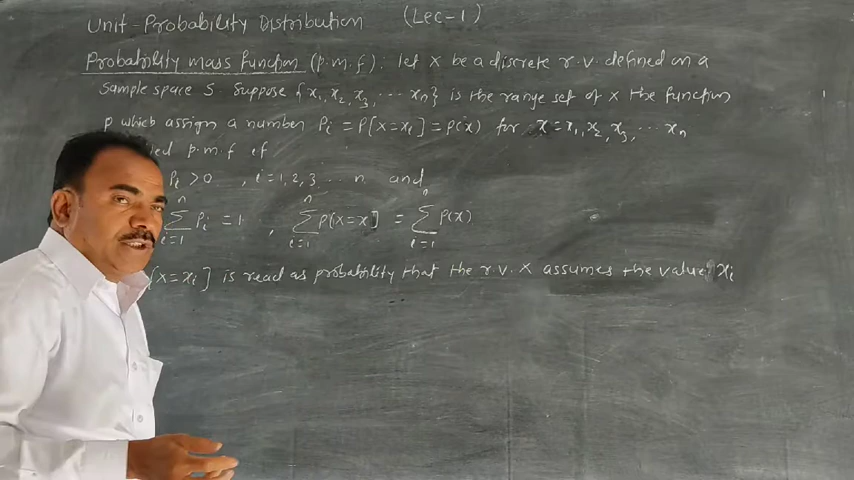 Unit-Probability Distribution (Lec-1)
Probability mass function (p.m.f) : let X be a discrete r.v. defined on a
Sample space S Suppose {x₁, x₂, x₃, ... xₙ} is the range set of X the function
p which assign a number Pᵢ = P[X=xᵢ] = P(x) for x = x₁, x₂, x₃, ... xₙ
p.m.f if
Pᵢ > 0 , i = 1, 2, 3 ... n and
n∑i=1 Pᵢ = 1 , n∑i=1 P[X=x] = n∑i=1 P(x)
[X=xᵢ] is read as probability that the r.v. X assumes the value xᵢ